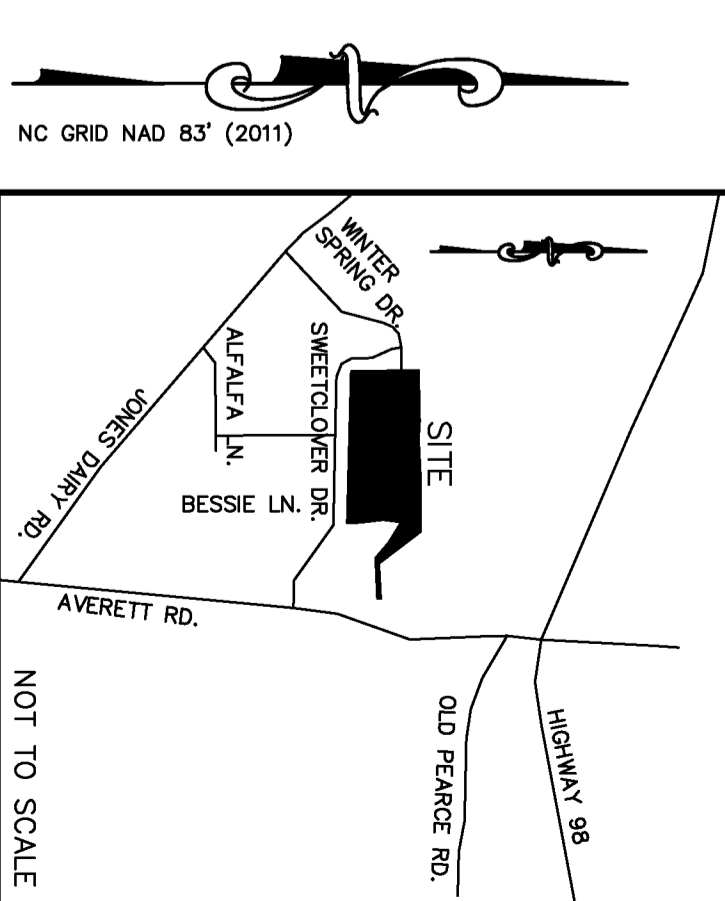 NC GRID NAD 83' (2011)
WINTER
SPRING DR.
SWEETCLOVER DR.
ALFALFA LN.
SITE
JONES DAIRY RD.
BESSIE LN.
AVERETT RD.
OLD PEARCE RD.
HIGHWAY 98
NOT TO SCALE